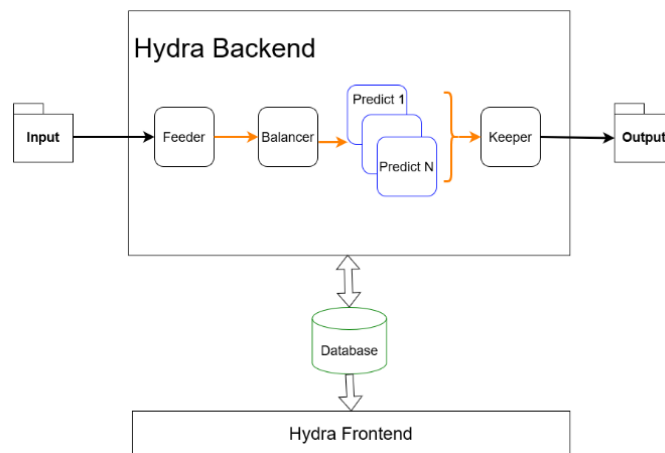 Hydra Backend
Predict 1
Input
Feeder
Balancer
Keeper
Output
Predict N
Database
Hydra Frontend